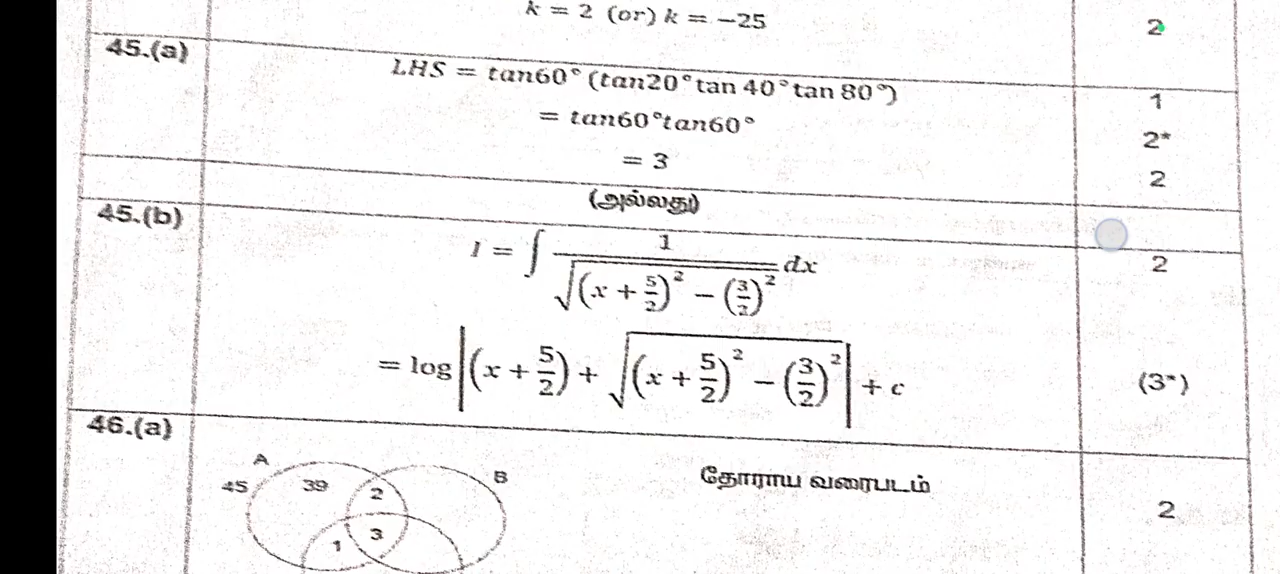 k = 2 (or) k = −25 2
45.(a) LHS = tan60° (tan20° tan 40° tan 80°) 1
= tan60° tan60° 2*
= 3 2
(அல்லது)
45.(b) I = ∫ 1 / √((x + 5/2)² − (3/2)²) dx 2
= log |(x + 5/2) + √((x + 5/2)² − (3/2)²)| + c (3*)
46.(a) தோராய வரைபடம் 2
A B
45 39 2
1 3